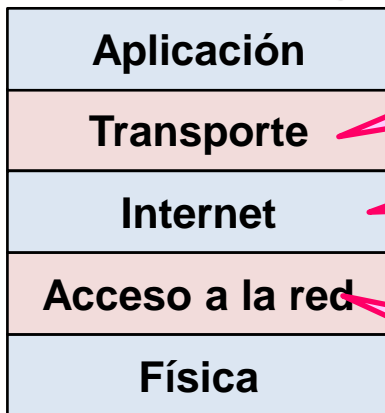 Aplicación
Transporte
Internet
Acceso a la red
Física